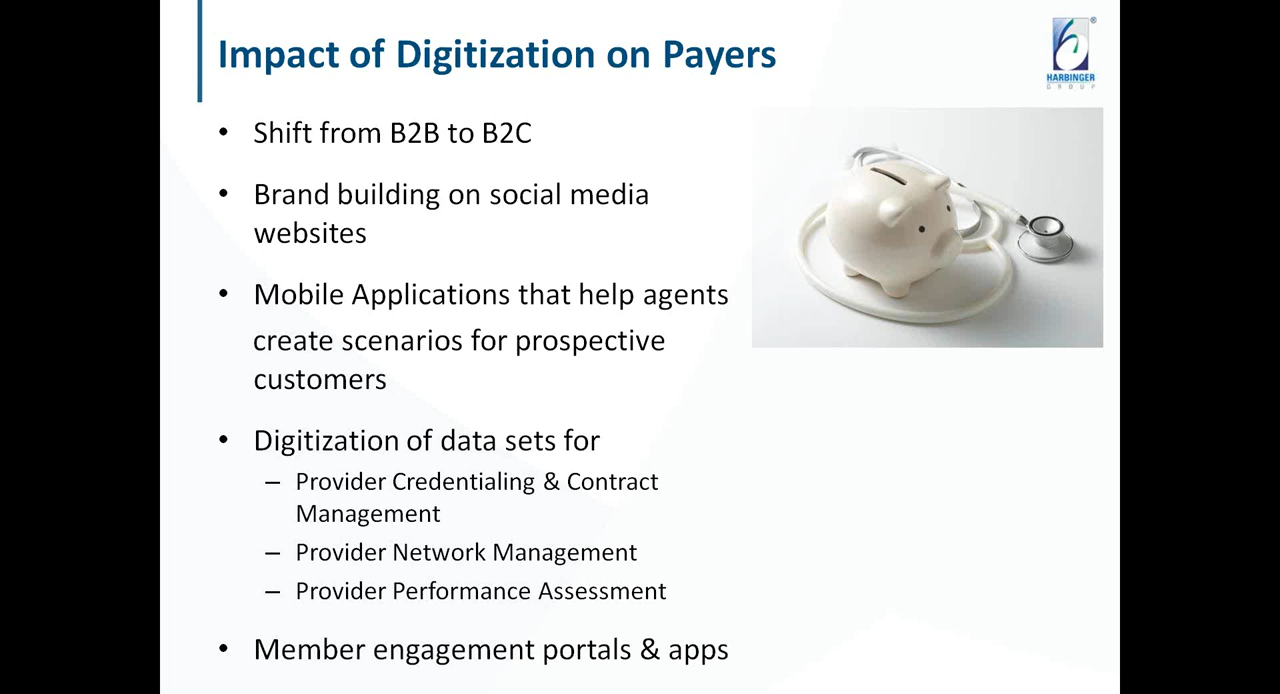 Impact of Digitization on Payers
®
HARBINGER
GROUP
• Shift from B2B to B2C
• Brand building on social media
websites
• Mobile Applications that help agents
create scenarios for prospective
customers
• Digitization of data sets for
– Provider Credentialing & Contract
Management
– Provider Network Management
– Provider Performance Assessment
• Member engagement portals & apps